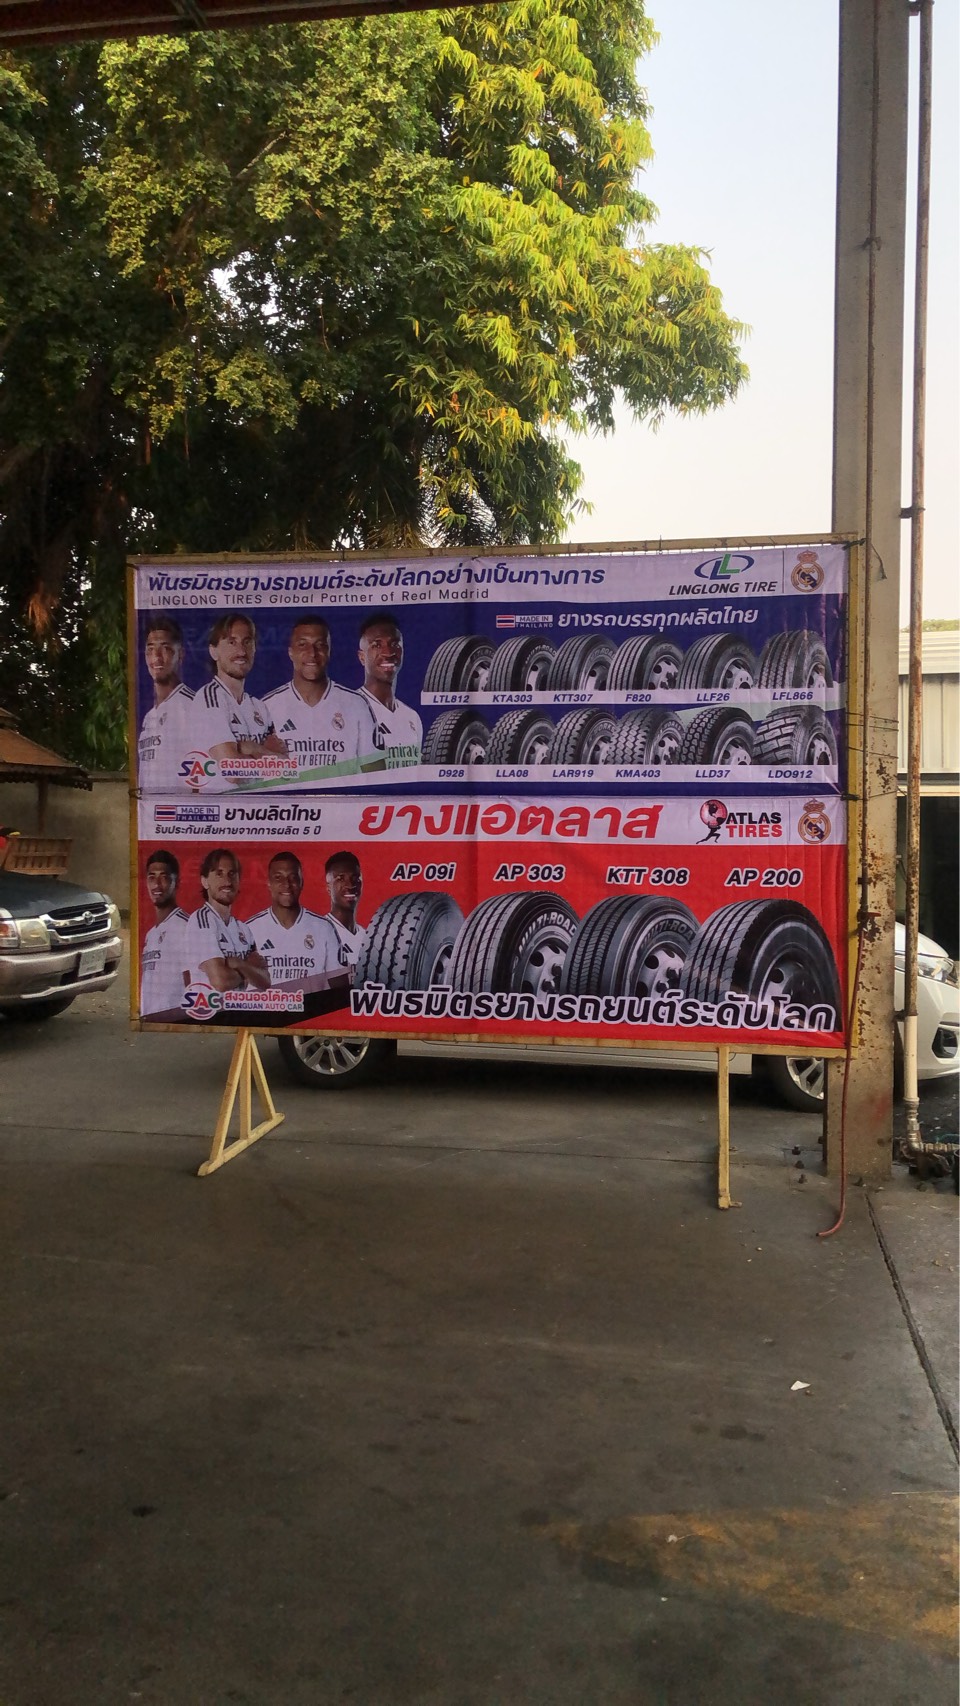 พันธมิตรยางรถยนต์ระดับโลกอย่างเป็นทางการ
LINGLONG TIRES Global Partner of Real Madrid
LINGLONG TIRE
MADE IN THAILAND ยางรถบรรทุกผลิตไทย
LTL812 KTA303 KTT307 F820 LLF26 LFL866
Emirates
FLY BETTER
D928 LLA08 LAR919 KMA403 LLD37 LDO912
SAC สงวนออโต้คาร์
SANGUAN AUTO CAR
MADE IN THAILAND ยางผลิตไทย
รับประกันเสียหายจากการผลิต 5 ปี
ยางแอตลาส
ATLAS
TIRES
AP 09i AP 303 KTT 308 AP 200
MULTI-ROAD
Emirates
FLY BETTER
SAC สงวนออโต้คาร์
SANGUAN AUTO CAR
พันธมิตรยางรถยนต์ระดับโลก